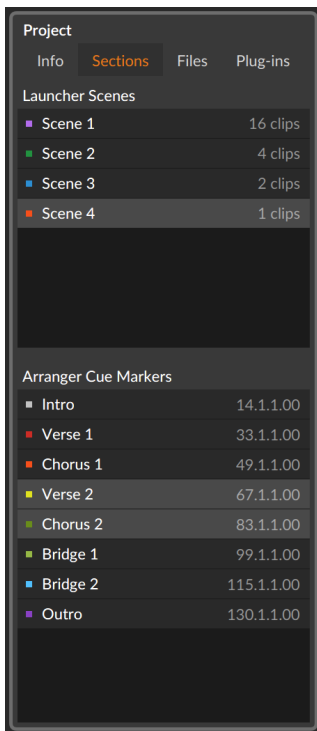 Project
Info Sections Files Plug-ins
Launcher Scenes
Scene 1 16 clips
Scene 2 4 clips
Scene 3 2 clips
Scene 4 1 clips
Arranger Cue Markers
Intro 14.1.1.00
Verse 1 33.1.1.00
Chorus 1 49.1.1.00
Verse 2 67.1.1.00
Chorus 2 83.1.1.00
Bridge 1 99.1.1.00
Bridge 2 115.1.1.00
Outro 130.1.1.00